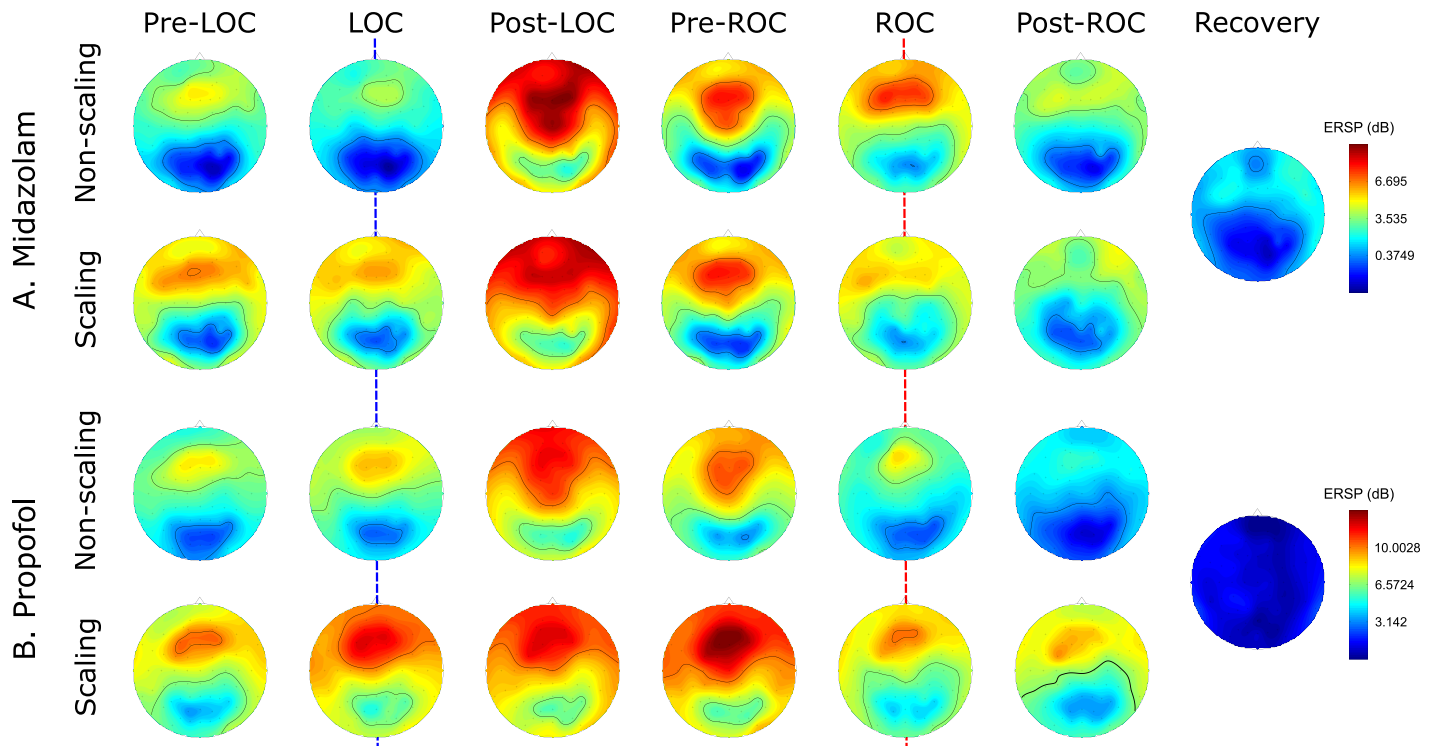 Pre-LOC LOC Post-LOC Pre-ROC ROC Post-ROC Recovery
A. Midazolam
Non-scaling
Scaling
ERSP (dB)
6.695
3.535
0.3749
B. Propofol
Non-scaling
Scaling
ERSP (dB)
10.0028
6.5724
3.142